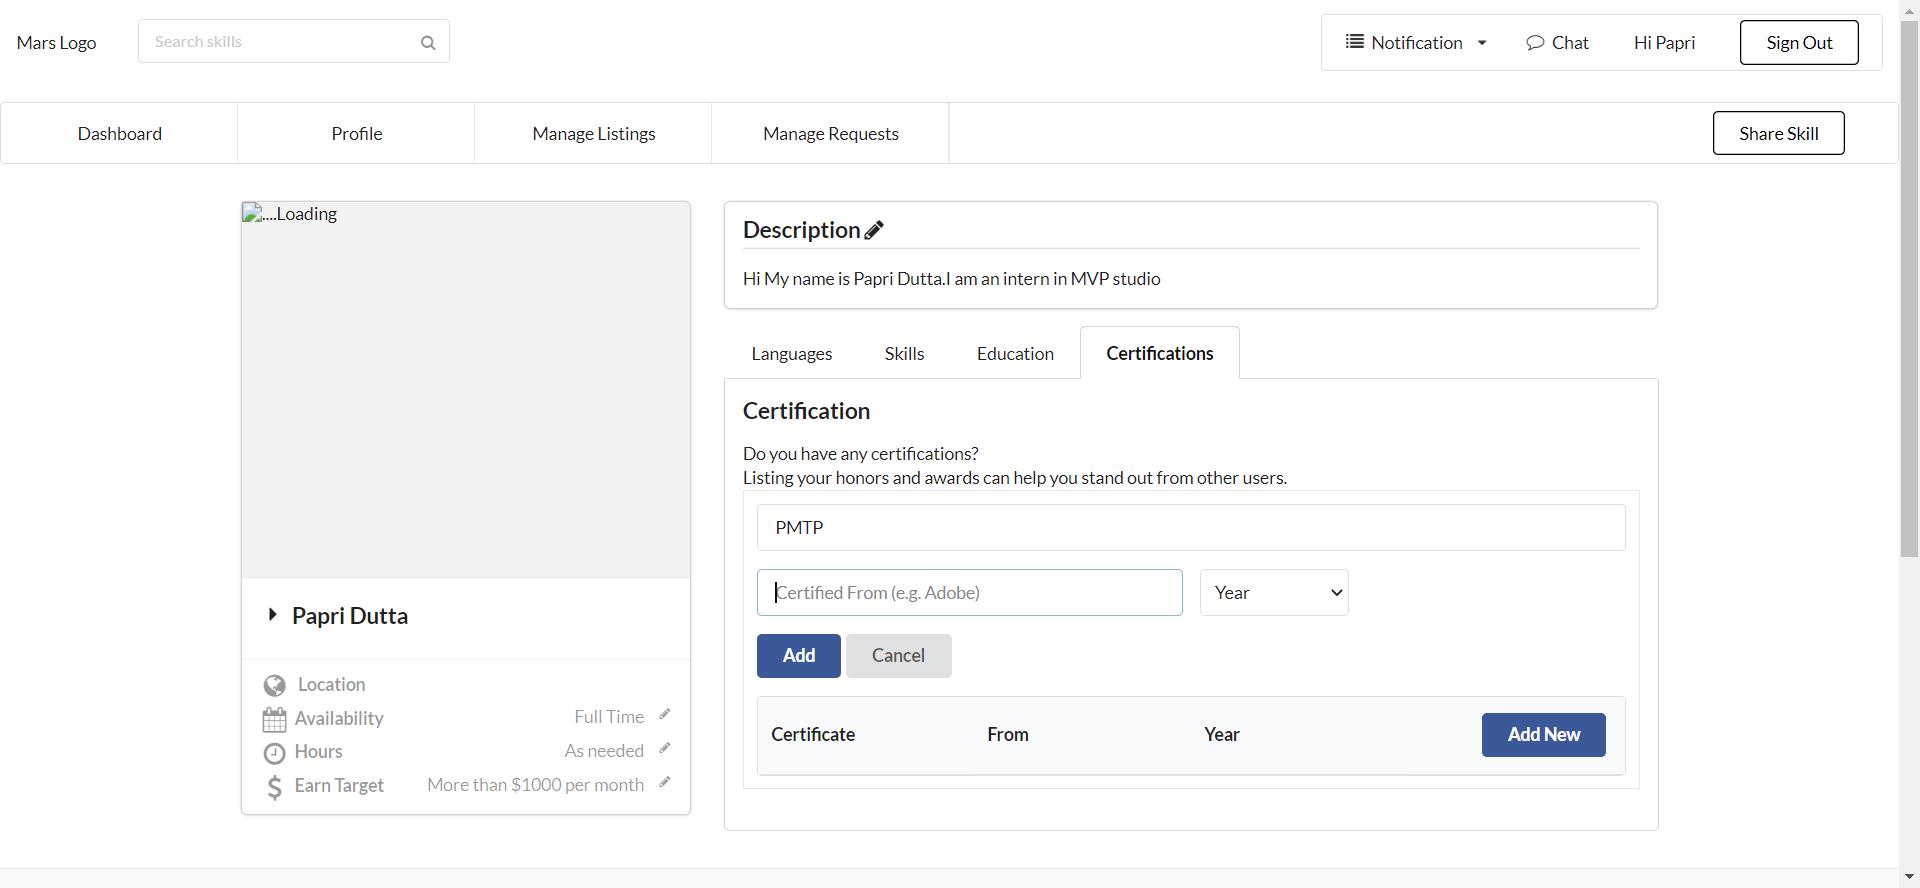 Mars Logo
Search skills
Notification
Chat
Hi Papri
Sign Out
Dashboard
Profile
Manage Listings
Manage Requests
Share Skill
....Loading
Papri Dutta
Location
Availability
Full Time
Hours
As needed
Earn Target
More than $1000 per month
Description
Hi My name is Papri Dutta.I am an intern in MVP studio
Languages
Skills
Education
Certifications
Certification
Do you have any certifications?
Listing your honors and awards can help you stand out from other users.
PMTP
Certified From (e.g. Adobe)
Year
Add
Cancel
Certificate
From
Year
Add New